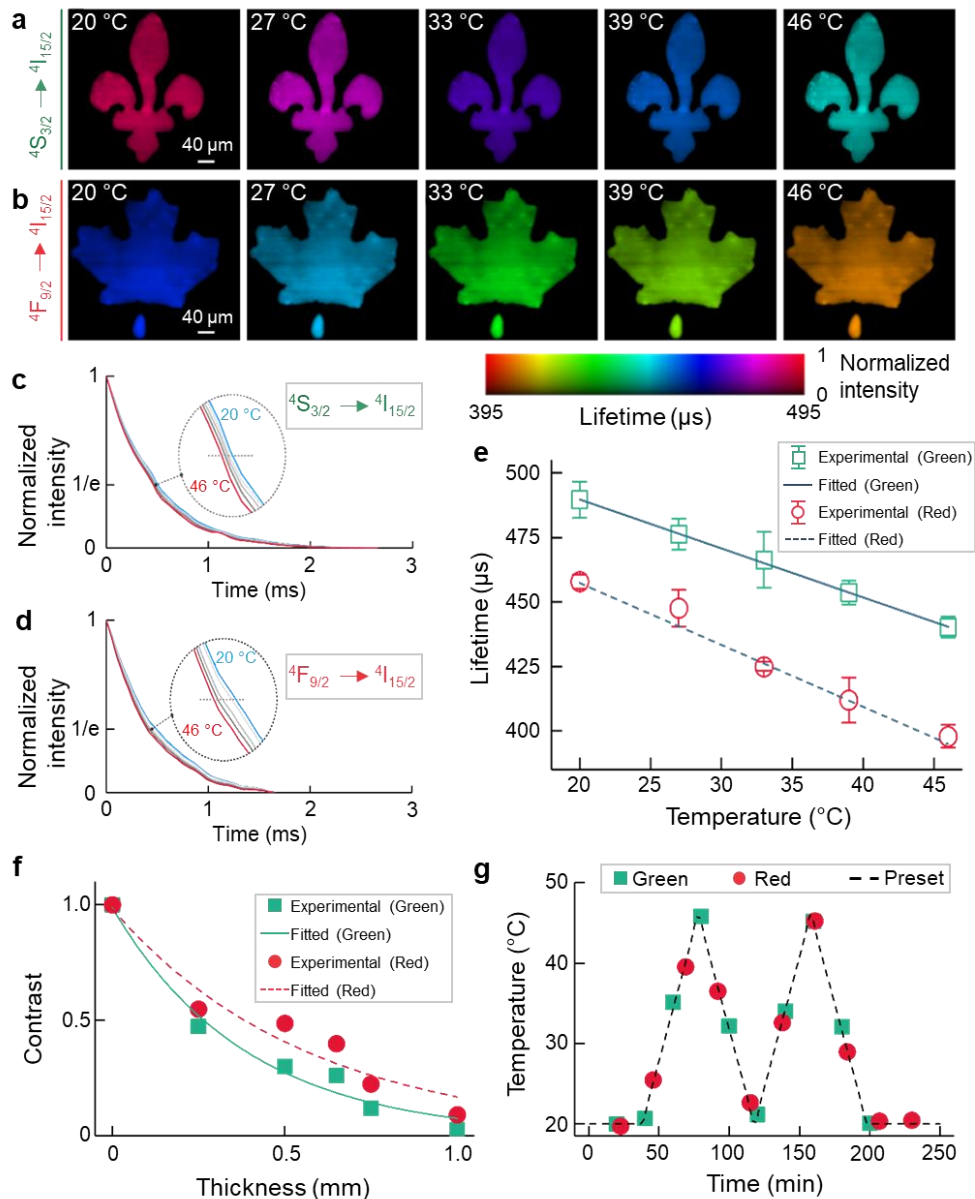 a
⁴S₃/₂ → ⁴I₁₅/₂
20 °C
27 °C
33 °C
39 °C
46 °C
40 µm
b
⁴F₉/₂ → ⁴I₁₅/₂
20 °C
27 °C
33 °C
39 °C
46 °C
40 µm
1
0
Normalized
intensity
395
Lifetime (µs)
495
c
Normalized
intensity
1
1/e
0
20 °C
46 °C
⁴S₃/₂ → ⁴I₁₅/₂
0
1
2
3
Time (ms)
d
Normalized
intensity
1
1/e
0
20 °C
46 °C
⁴F₉/₂ → ⁴I₁₅/₂
0
1
2
3
Time (ms)
e
Lifetime (µs)
500
475
450
425
400
Experimental (Green)
Fitted (Green)
Experimental (Red)
Fitted (Red)
20
25
30
35
40
45
Temperature (°C)
f
Contrast
1.0
0.5
0
Experimental (Green)
Fitted (Green)
Experimental (Red)
Fitted (Red)
0
0.5
1.0
Thickness (mm)
g
Green
Red
Preset
Temperature (°C)
50
40
30
20
0
50
100
150
200
250
Time (min)